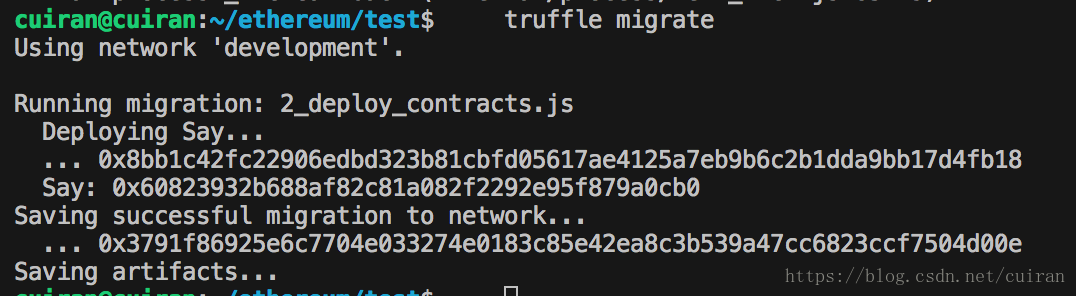 cuiran@cuiran:~/ethereum/test$ truffle migrate
Using network 'development'.
Running migration: 2_deploy_contracts.js
Deploying Say...
... 0x8bb1c42fc22906edbd323b81cbfd05617ae4125a7eb9b6c2b1dda9bb17d4fb18
Say: 0x60823932b688af82c81a082f2292e95f879a0cb0
Saving successful migration to network...
... 0x3791f86925e6c7704e033274e0183c85e42ea8c3b539a47cc6823ccf7504d00e
Saving artifacts...
https://blog.csdn.net/cuiran
cuiran@cuiran:~/ethereum/test$